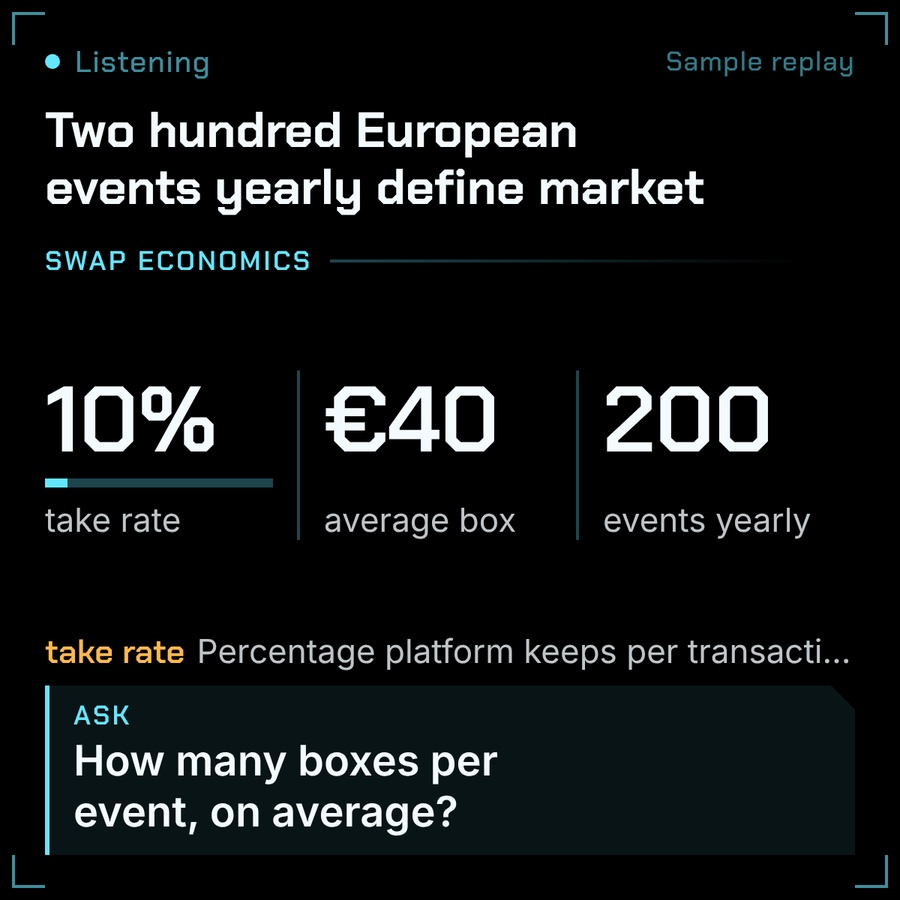 Listening
Sample replay
Two hundred European
events yearly define market
SWAP ECONOMICS
10%
take rate
€40
average box
200
events yearly
take rate Percentage platform keeps per transacti...
ASK
How many boxes per
event, on average?